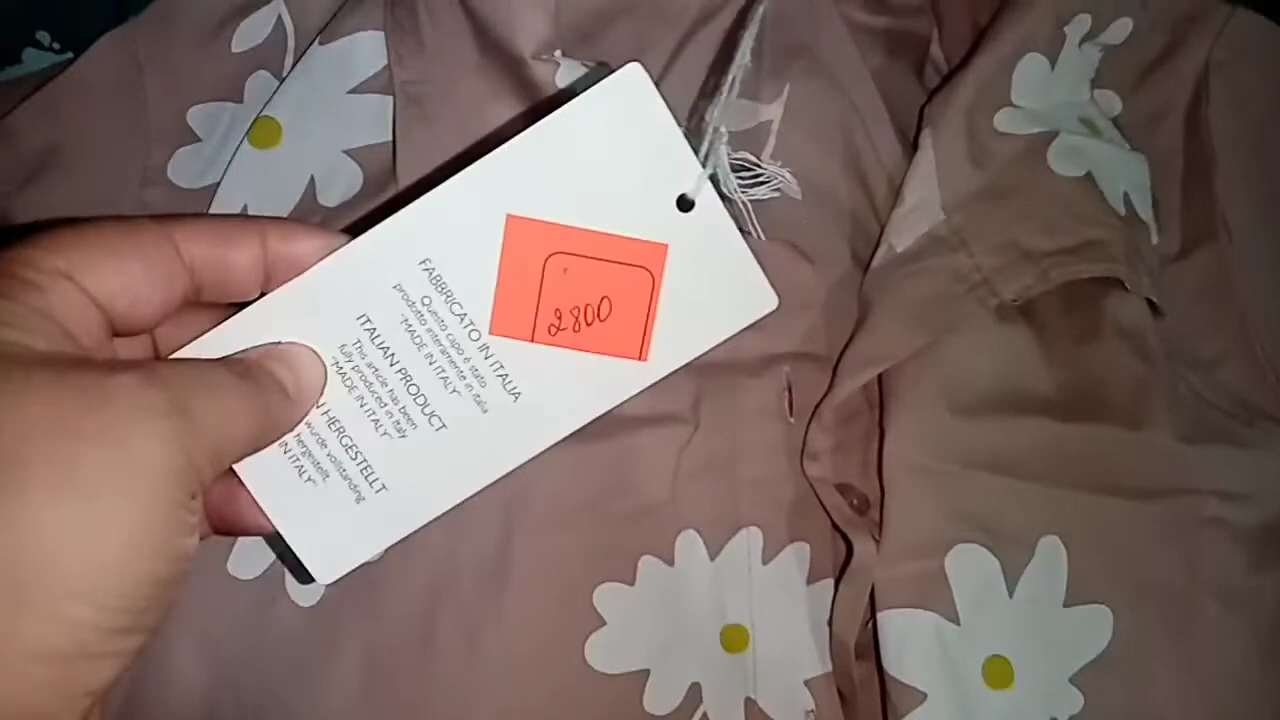 2800
FABBRICATO IN ITALIA
Questo capo é stato
prodotto interamente in italia
"MADE IN ITALY"
ITALIAN PRODUCT
This article has been
fully produced in Italy
"MADE IN ITALY"
N HERGESTELLT
wurde vollstanding
hergestellt
IN ITALY"